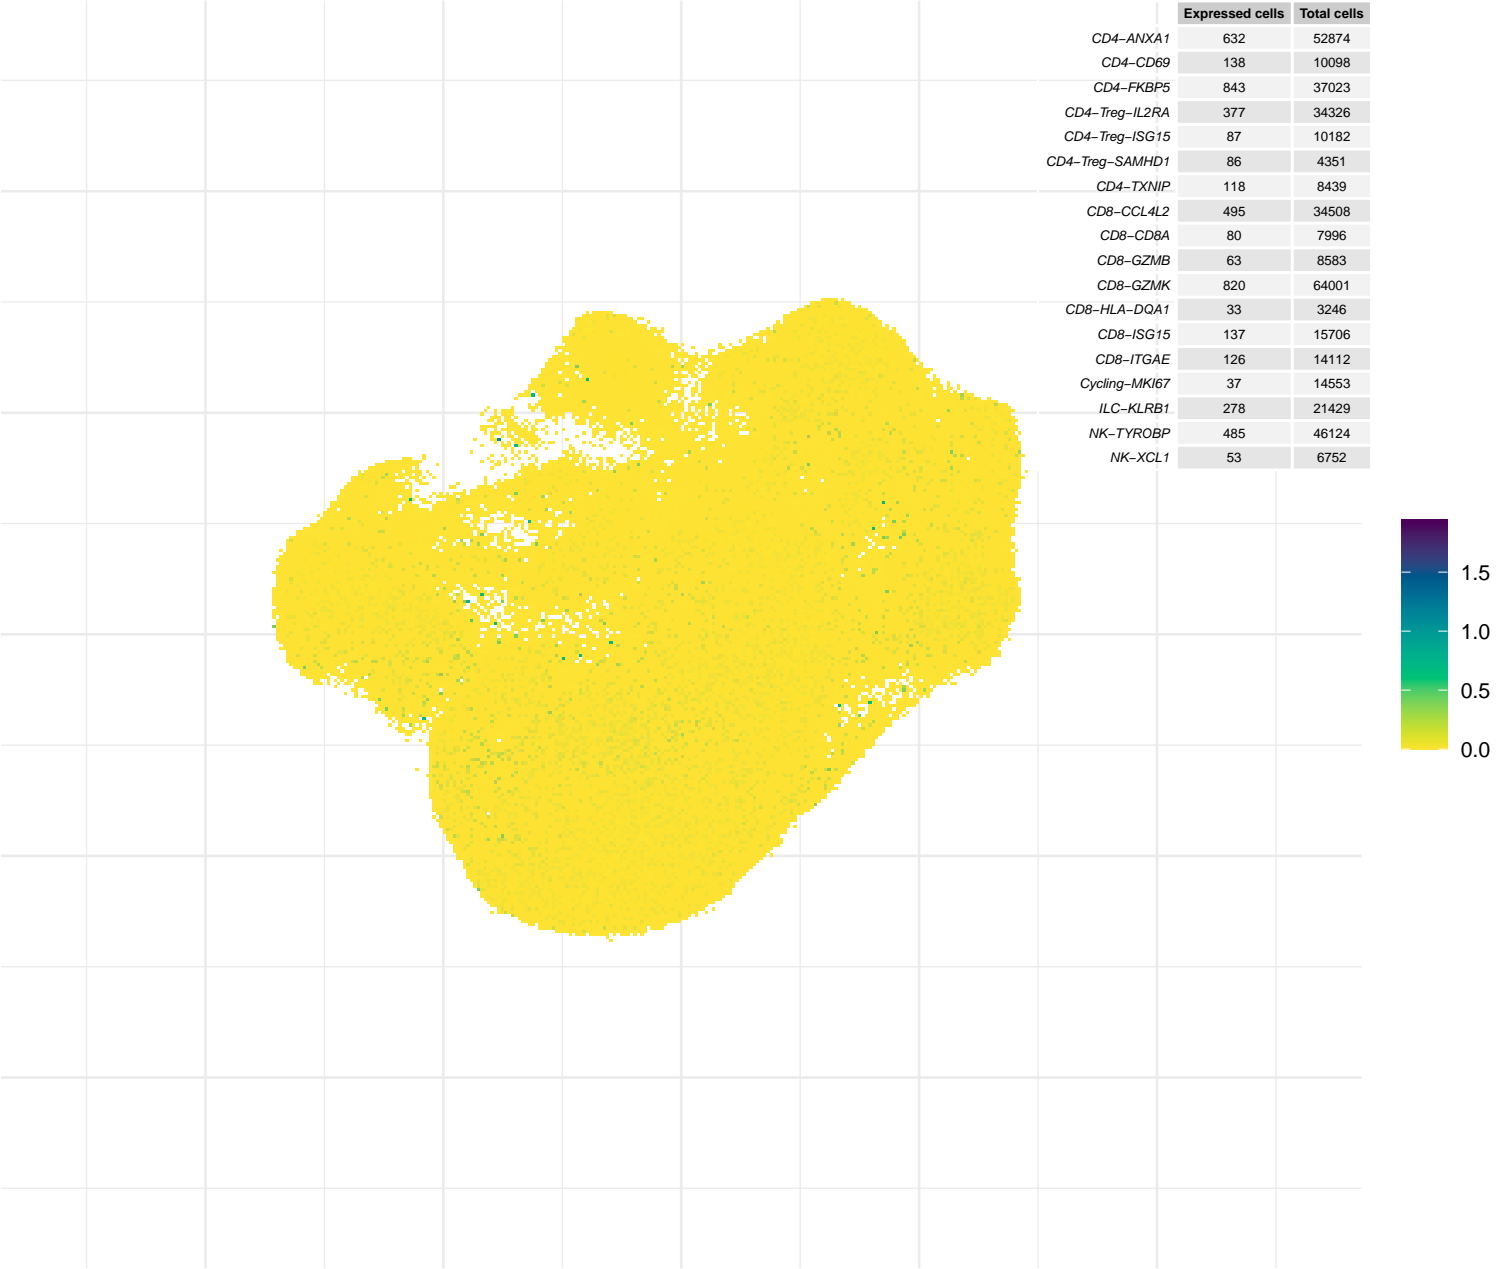 Expressed cells Total cells
CD4−ANXA1 632 52874
CD4−CD69 138 10098
CD4−FKBP5 843 37023
CD4−Treg−IL2RA 377 34326
CD4−Treg−ISG15 87 10182
CD4−Treg−SAMHD1 86 4351
CD4−TXNIP 118 8439
CD8−CCL4L2 495 34508
CD8−CD8A 80 7996
CD8−GZMB 63 8583
CD8−GZMK 820 64001
CD8−HLA−DQA1 33 3246
CD8−ISG15 137 15706
CD8−ITGAE 126 14112
Cycling−MKI67 37 14553
ILC−KLRB1 278 21429
NK−TYROBP 485 46124
NK−XCL1 53 6752
1.5
1.0
0.5
0.0